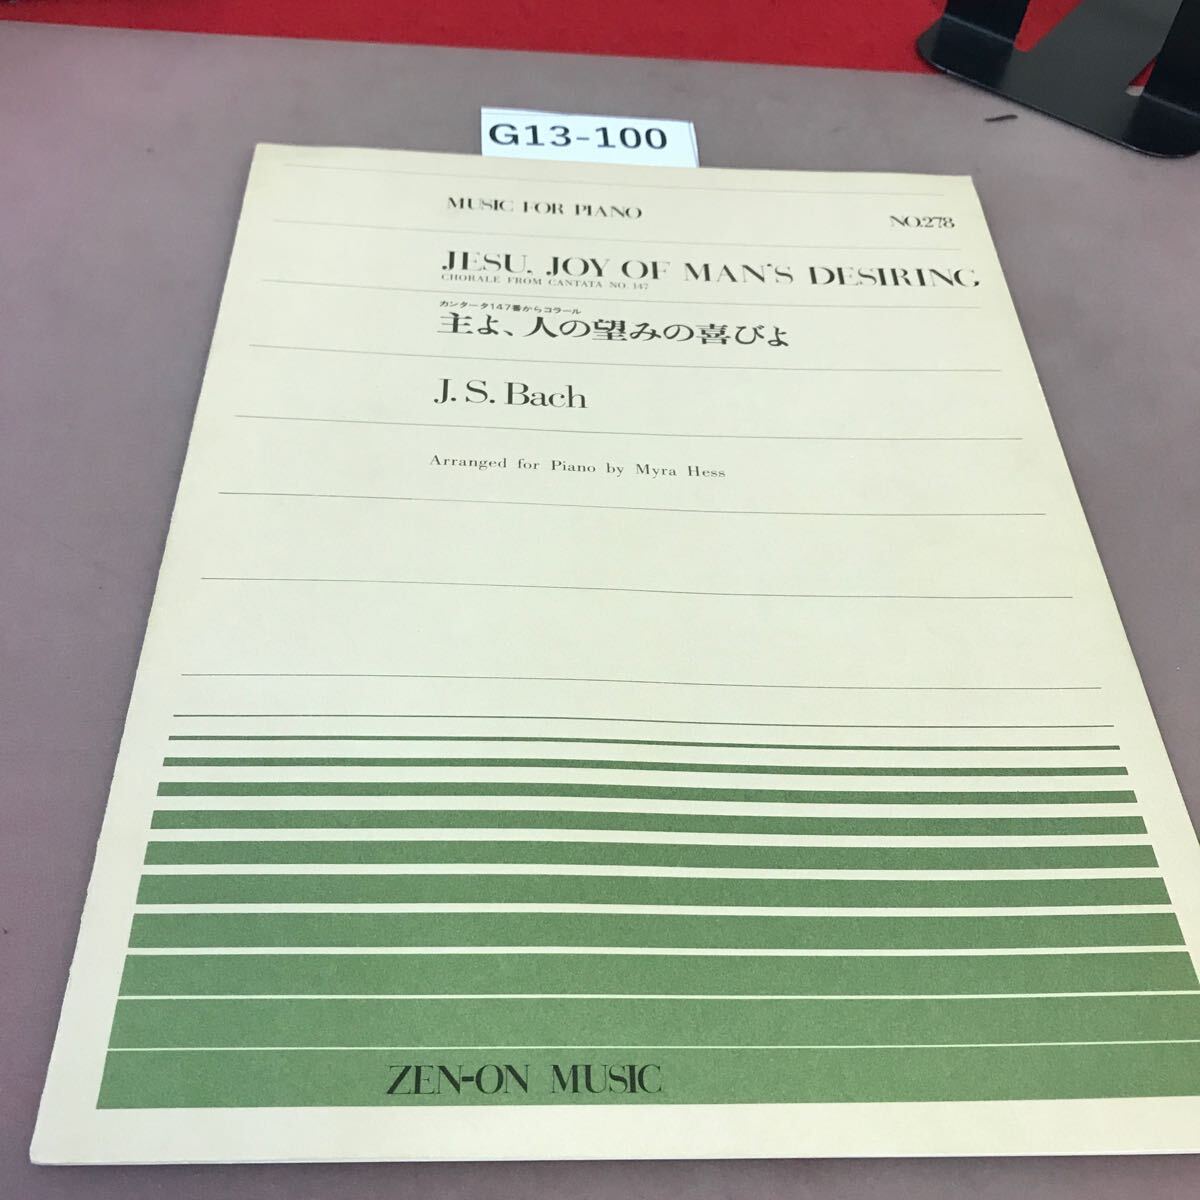 G13-100
MUSIC FOR PIANO
NO.278
JESU, JOY OF MAN'S DESIRING
CHORALE FROM CANTATA NO. 147
カンタータ147番からコラール
主よ、人の望みの喜びよ
J. S. Bach
Arranged for Piano by Myra Hess
ZEN-ON MUSIC